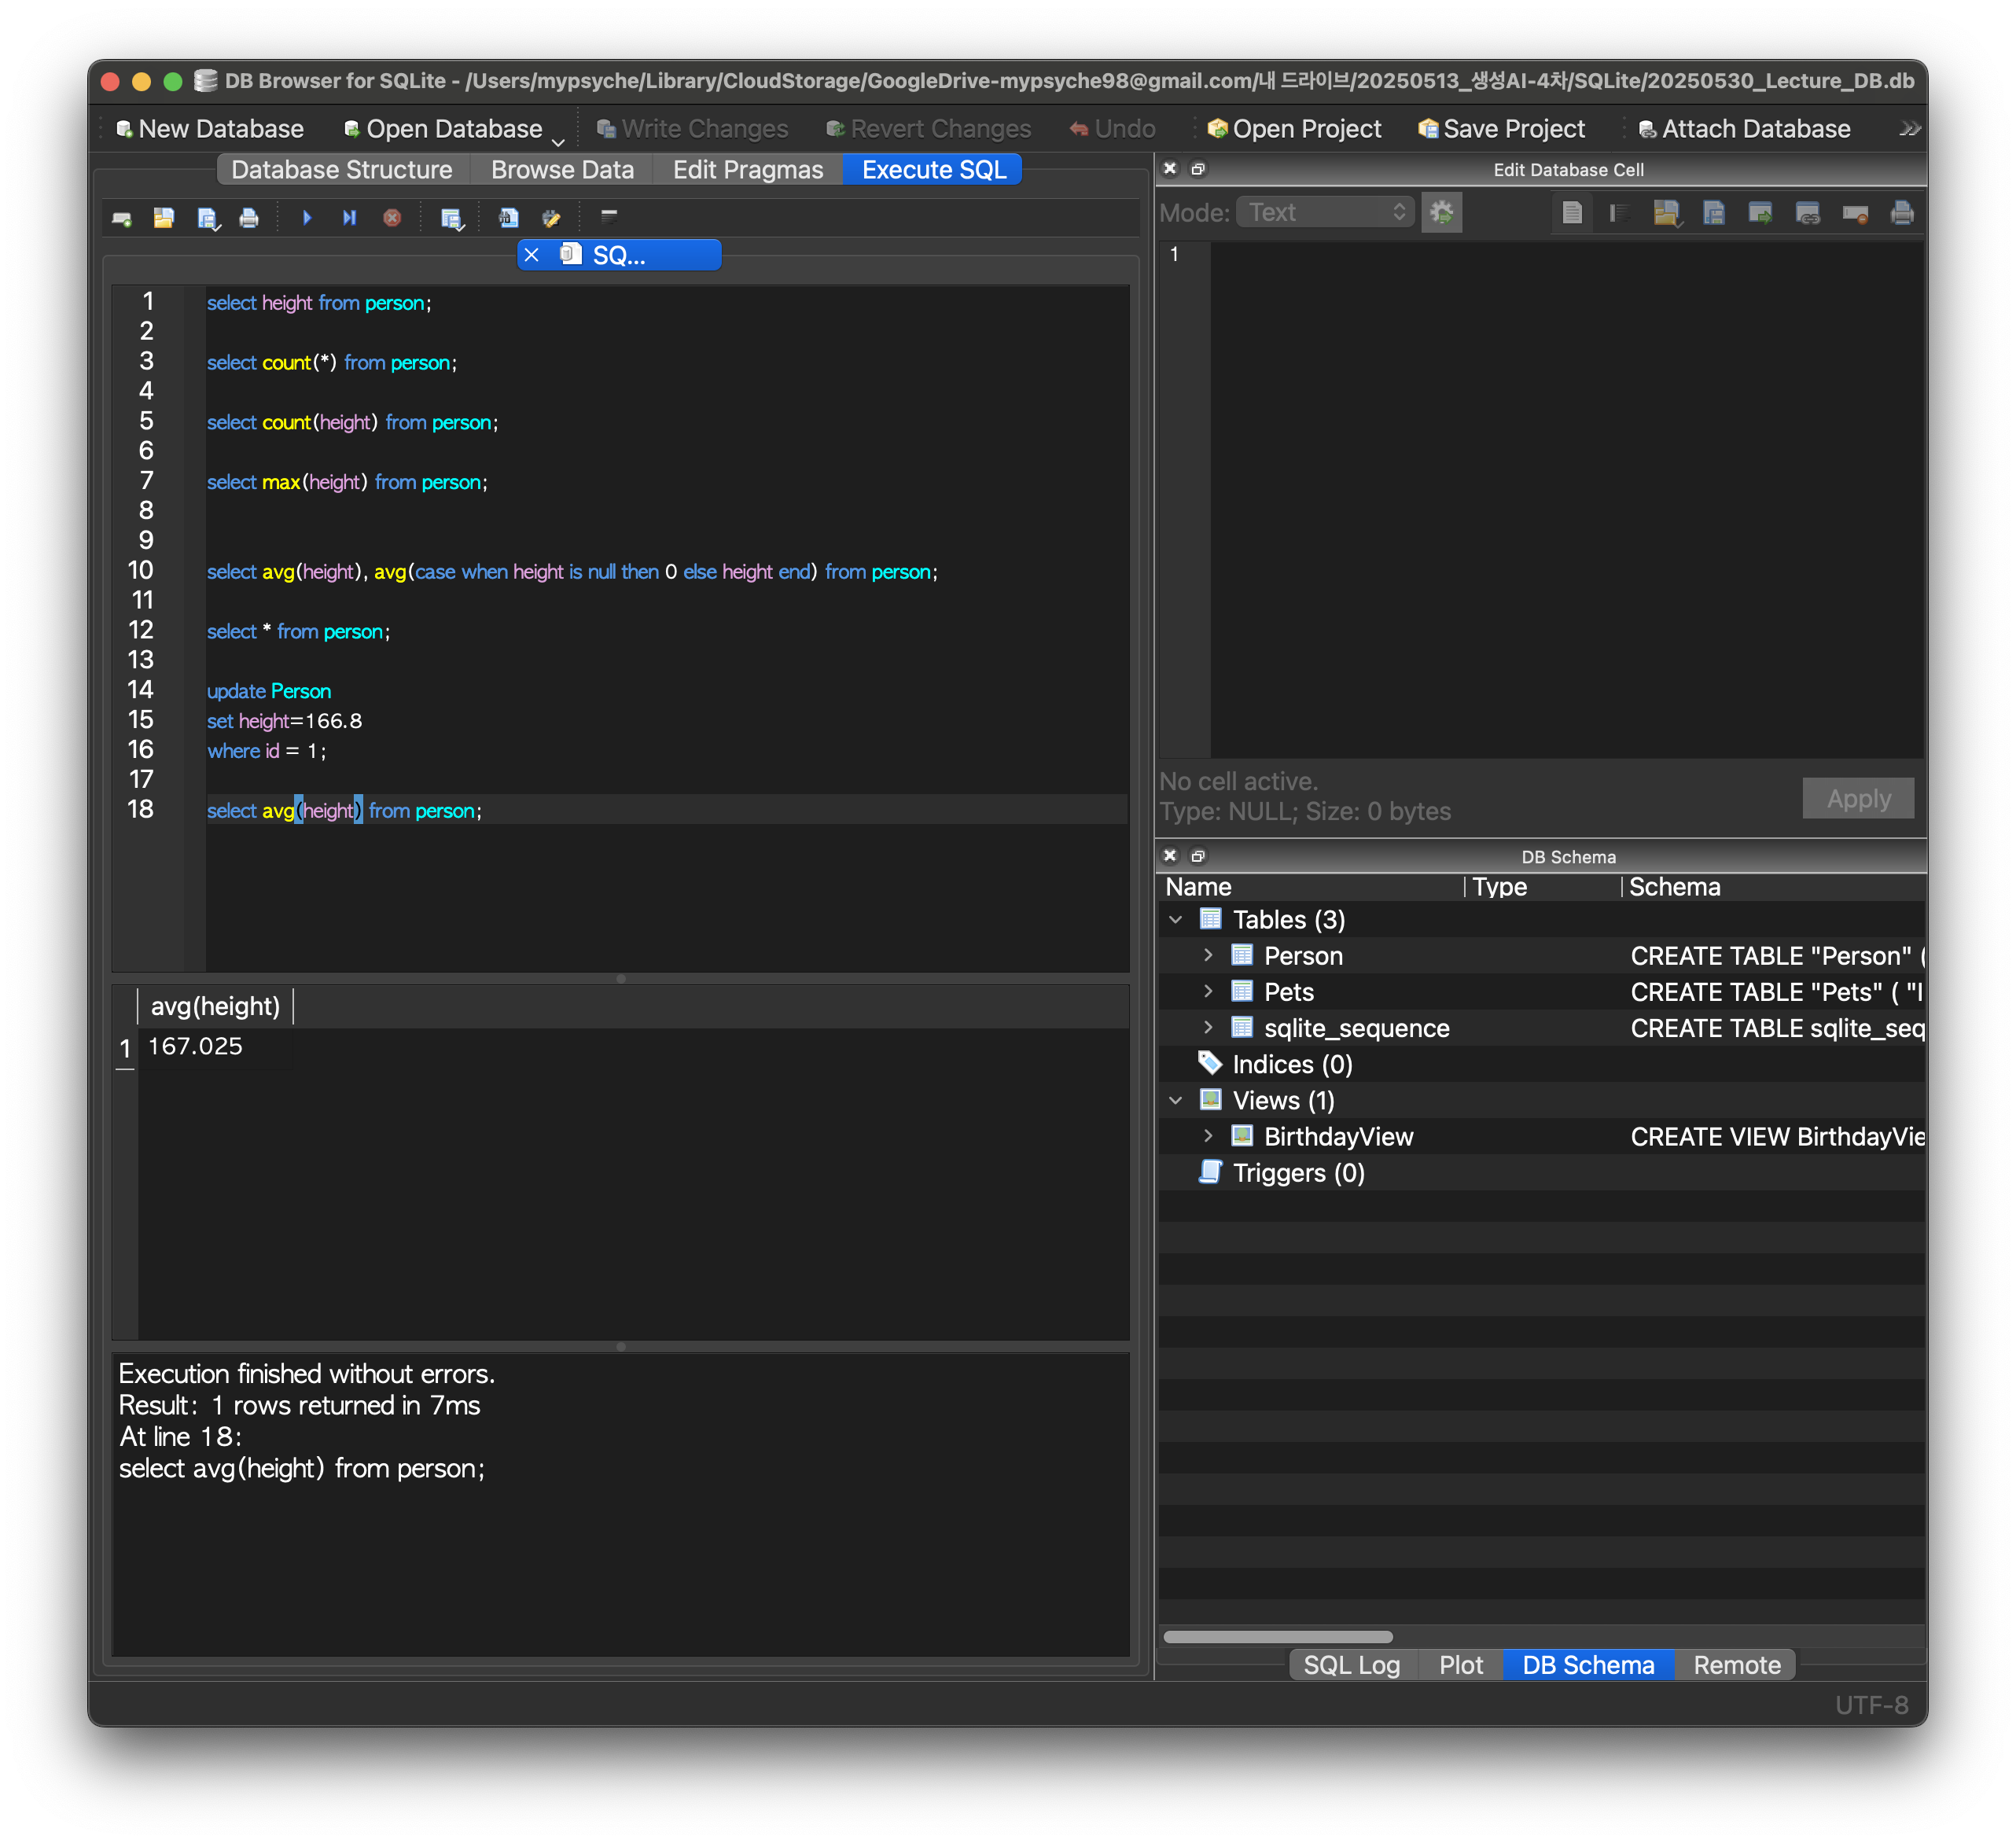 DB Browser for SQLite - /Users/mypsyche/Library/CloudStorage/GoogleDrive-mypsyche98@gmail.com/내 드라이브/20250513_생성AI-4차/SQLite/20250530_Lecture_DB.db
New Database Open Database Write Changes Revert Changes Undo Open Project Save Project Attach Database
Database Structure Browse Data Edit Pragmas Execute SQL
SQ...
1 select height from person;
2
3 select count(*) from person;
4
5 select count(height) from person;
6
7 select max(height) from person;
8
9
10 select avg(height), avg(case when height is null then 0 else height end) from person;
11
12 select * from person;
13
14 update Person
15 set height=166.8
16 where id = 1;
17
18 select avg(height) from person;
avg(height)
1 167.025
Execution finished without errors.
Result: 1 rows returned in 7ms
At line 18:
select avg(height) from person;
Edit Database Cell
Mode: Text
1
No cell active.
Type: NULL; Size: 0 bytes
Apply
DB Schema
Name Type Schema
Tables (3)
Person CREATE TABLE "Person" (
Pets CREATE TABLE "Pets" ( "I
sqlite_sequence CREATE TABLE sqlite_seq
Indices (0)
Views (1)
BirthdayView CREATE VIEW BirthdayVie
Triggers (0)
SQL Log Plot DB Schema Remote
UTF-8